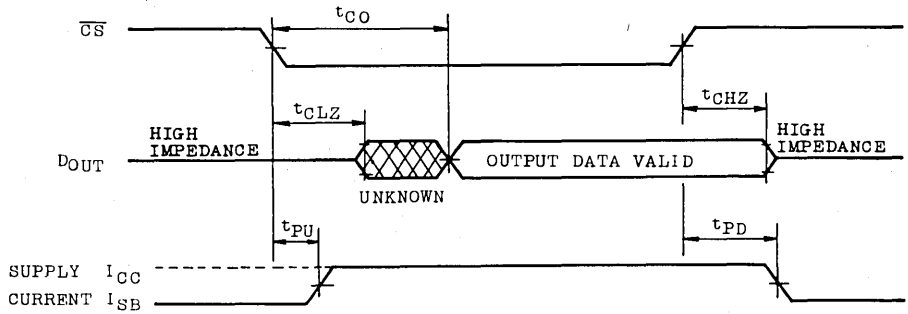 tCO
CS
tCLZ
tCHZ
HIGH
IMPEDANCE
HIGH
IMPEDANCE
DOUT
OUTPUT DATA VALID
UNKNOWN
tPU
tPD
SUPPLY ICC
CURRENT ISB